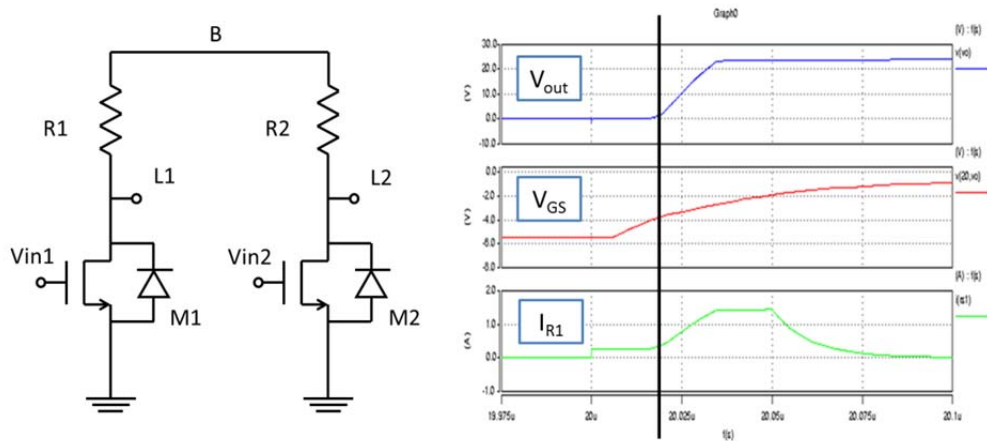 B
R1
R2
L1
L2
Vin1
Vin2
M1
M2
Graph0
(V) : t(s)
v(vo)
30.0
20.0
10.0
0.0
-10.0
(V)
Vout
(V) : t(s)
v(20,vo)
0.0
-2.0
-4.0
-6.0
-8.0
(V)
VGS
(A) : t(s)
2.0
1.0
0.0
-1.0
(A)
IR1
19.975u
20u
20.025u
20.05u
20.075u
20.1u
t(s)